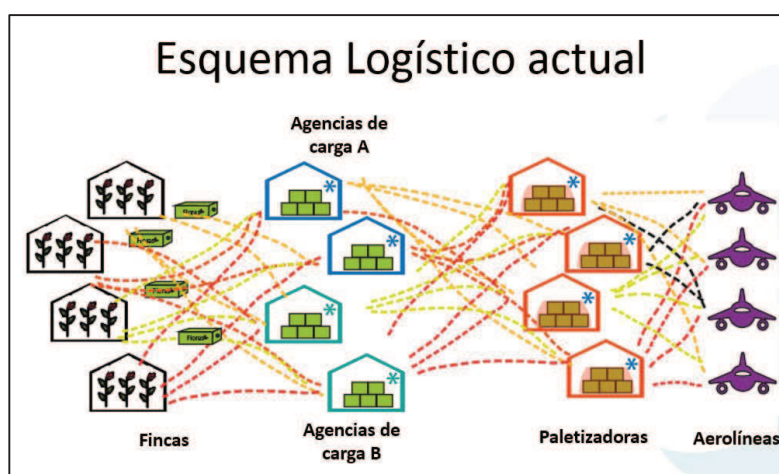 Esquema Logístico actual
Agencias de
carga A
Fincas
Agencias de
carga B
Paletizadoras
Aerolíneas